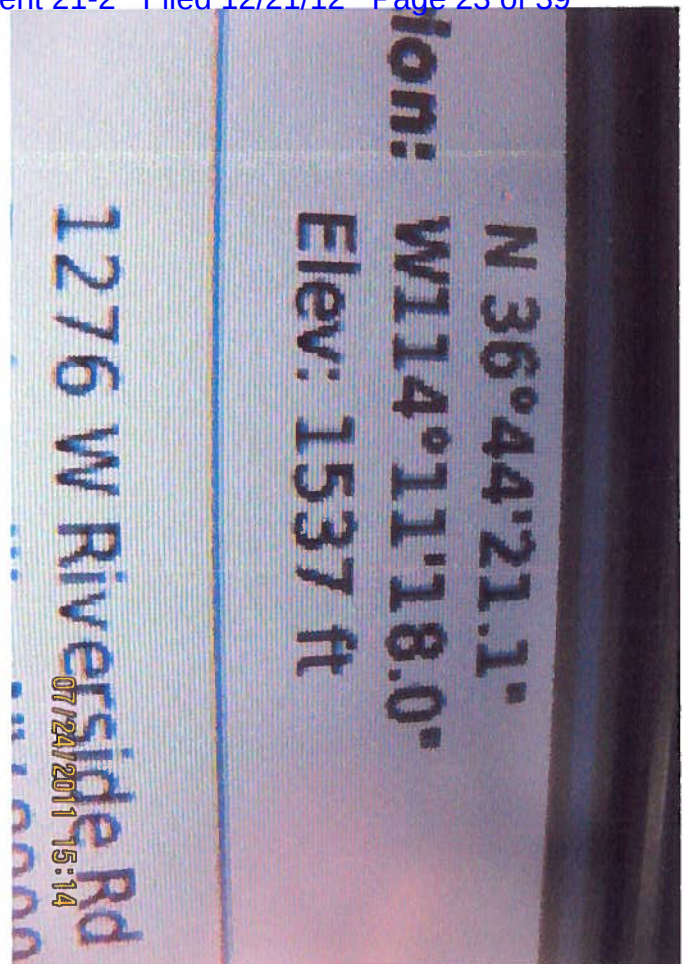 ent 21-2 Filed 12/21/12 Page 23 of 39
N 36°44'21.1"
ion: W114°11'18.0"
Elev: 1537 ft
1276 W Riverside Rd
07/24/2011 15:14